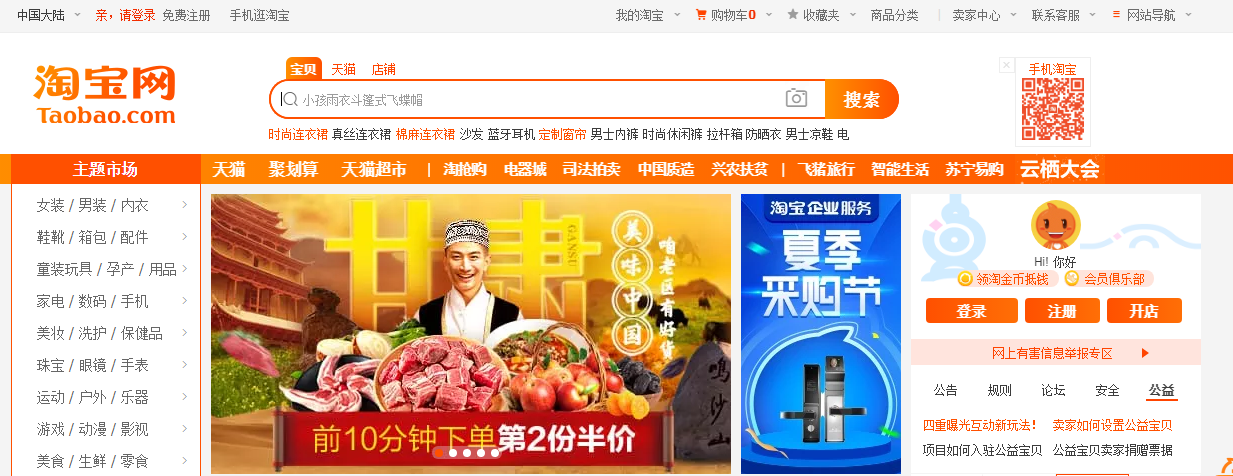 中国大陆 亲，请登录 免费注册 手机逛淘宝 我的淘宝 购物车0 收藏夹 商品分类 | 卖家中心 联系客服 网站导航
淘宝网
Taobao.com
宝贝 天猫 店铺
小孩雨衣斗篷式飞蝶帽
搜索
时尚连衣裙 真丝连衣裙 棉麻连衣裙 沙发 蓝牙耳机 定制窗帘 男士内裤 时尚休闲裤 拉杆箱 防晒衣 男士凉鞋 电
手机淘宝
主题市场 天猫 聚划算 天猫超市 | 淘抢购 电器城 司法拍卖 中国质造 兴农扶贫 | 飞猪旅行 智能生活 苏宁易购 云栖大会
女装 / 男装 / 内衣
鞋靴 / 箱包 / 配件
童装玩具 / 孕产 / 用品
家电 / 数码 / 手机
美妆 / 洗护 / 保健品
珠宝 / 眼镜 / 手表
运动 / 户外 / 乐器
游戏 / 动漫 / 影视
美食 / 生鲜 / 零食
甘肃
GANSU
美味中国
咱老区有好货
鸣沙山
前10分钟下单第2份半价
淘宝企业服务
夏季
采购节
Hi! 你好
领淘金币抵钱 会员俱乐部
登录 注册 开店
网上有害信息举报专区
公告 规则 论坛 安全 公益
四重曝光互动新玩法！ 卖家如何设置公益宝贝
项目如何入驻公益宝贝 公益宝贝卖家捐赠票据